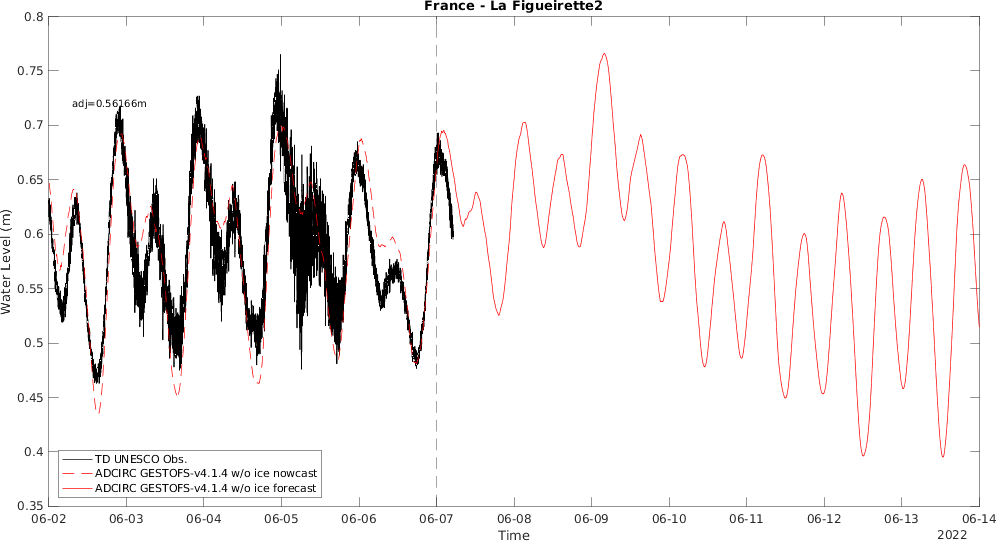 France - La Figueirette2
0.8
0.75
0.7
0.65
0.6
0.55
0.5
0.45
0.4
0.35
Water Level (m)
adj=0.56166m
TD UNESCO Obs.
ADCIRC GESTOFS-v4.1.4 w/o ice nowcast
ADCIRC GESTOFS-v4.1.4 w/o ice forecast
06-02 06-03 06-04 06-05 06-06 06-07 06-08 06-09 06-10 06-11 06-12 06-13 06-14
Time
2022